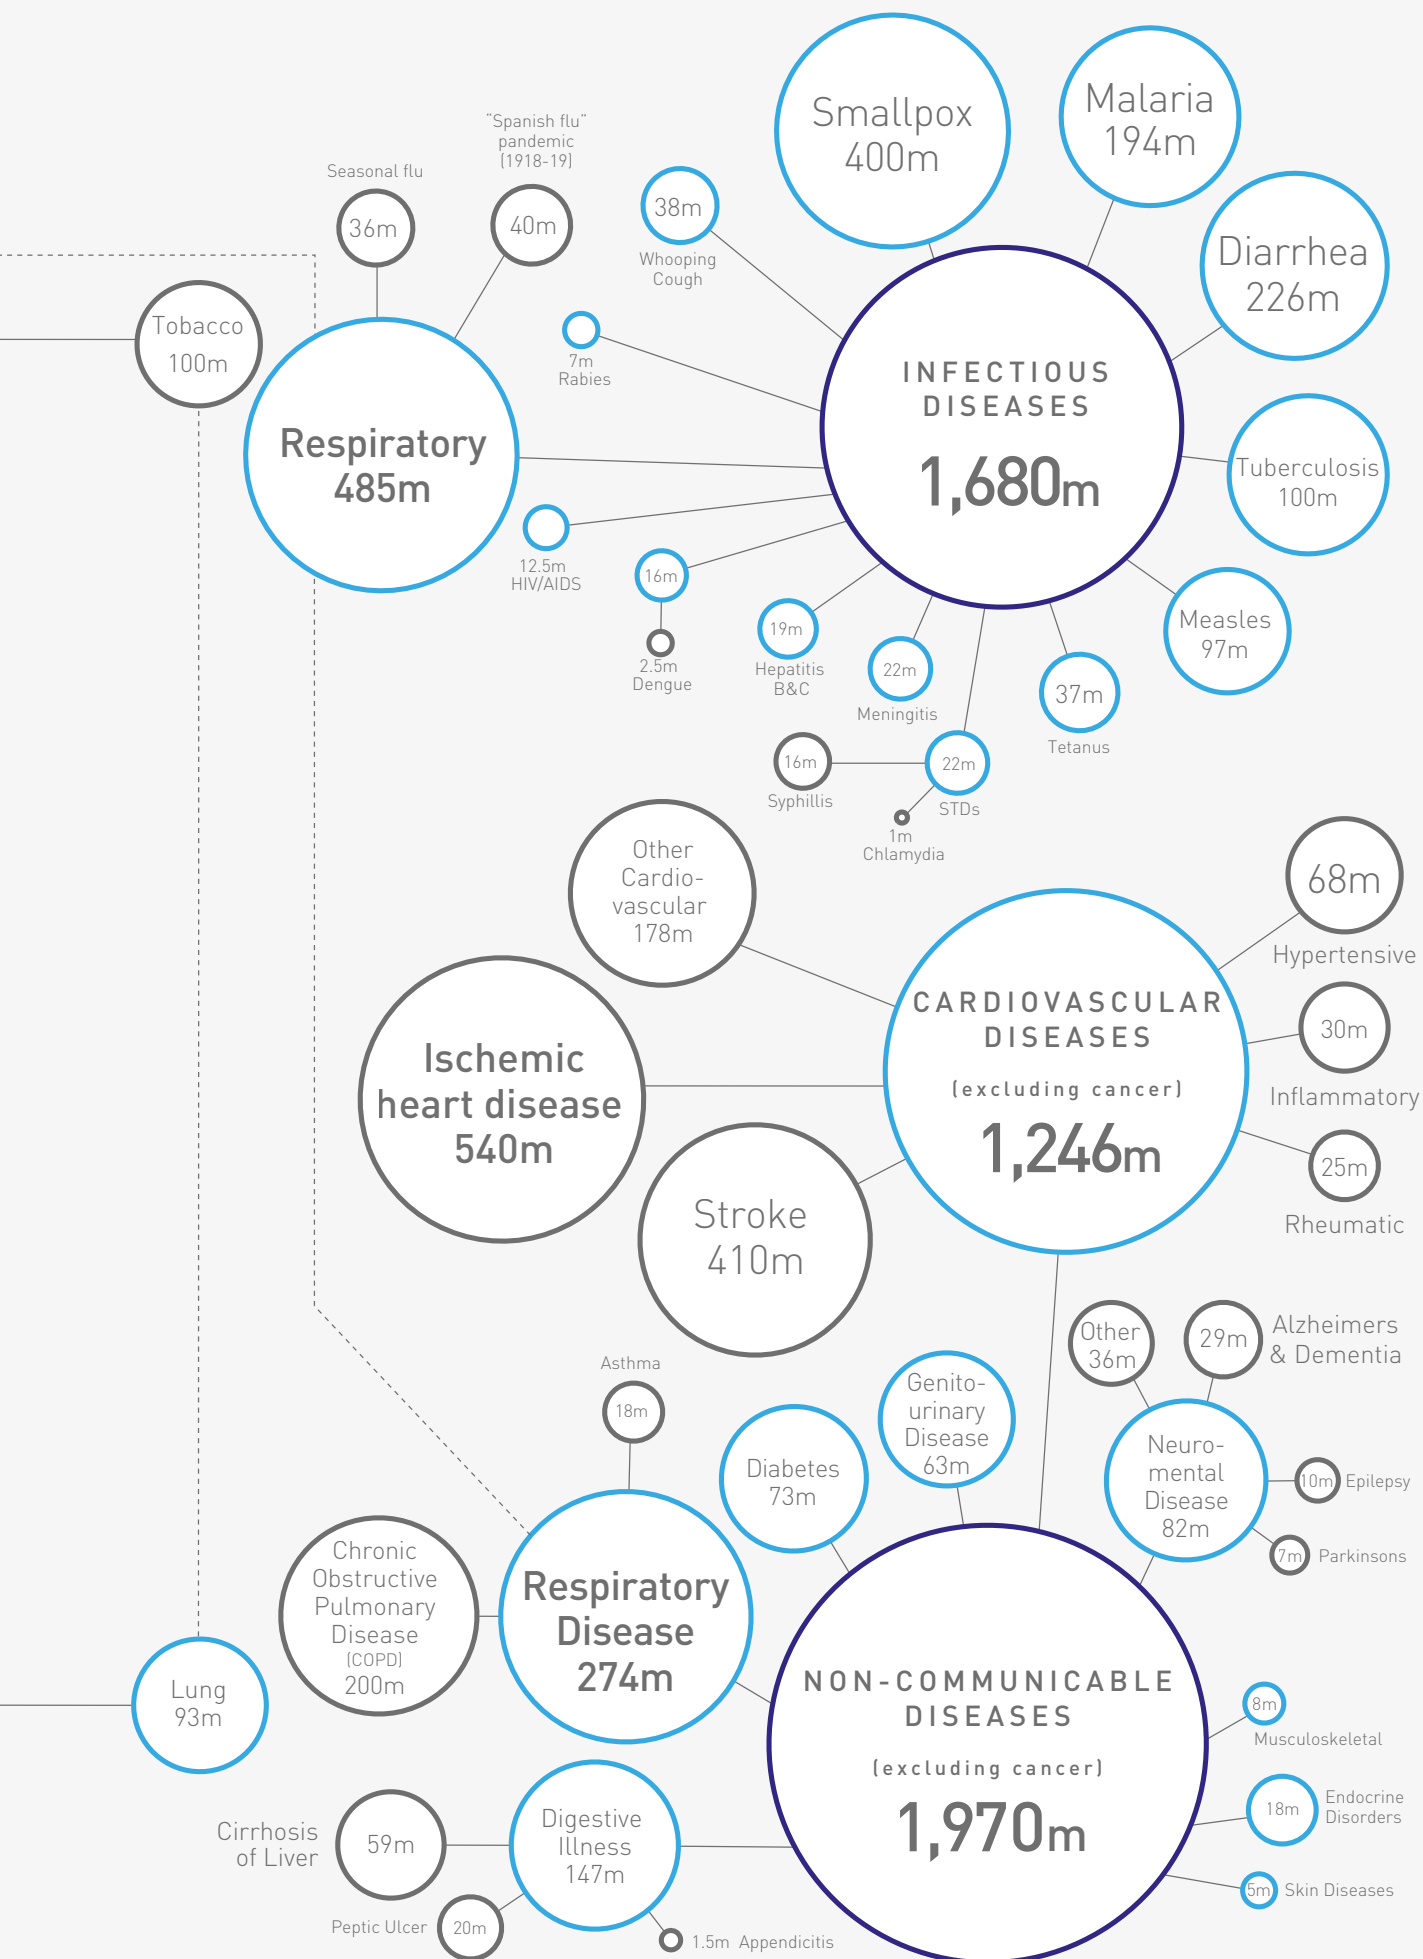 Smallpox
400m
Malaria
194m
"Spanish flu"
pandemic
(1918-19)
40m
Seasonal flu
36m
38m
Whooping
Cough
Diarrhea
226m
Tobacco
100m
7m
Rabies
INFECTIOUS
DISEASES
1,680m
Respiratory
485m
Tuberculosis
100m
12.5m
HIV/AIDS
16m
2.5m
Dengue
19m
Hepatitis
B&C
22m
Meningitis
37m
Tetanus
Measles
97m
16m
Syphillis
22m
STDs
1m
Chlamydia
Other
Cardio-
vascular
178m
68m
Hypertensive
CARDIOVASCULAR
DISEASES
(excluding cancer)
1,246m
30m
Inflammatory
Ischemic
heart disease
540m
25m
Rheumatic
Stroke
410m
Other
36m
29m
Alzheimers
& Dementia
Asthma
18m
Genito-
urinary
Disease
63m
Diabetes
73m
Neuro-
mental
Disease
82m
10m Epilepsy
7m Parkinsons
Chronic
Obstructive
Pulmonary
Disease
(COPD)
200m
Respiratory
Disease
274m
Lung
93m
NON-COMMUNICABLE
DISEASES
(excluding cancer)
1,970m
8m
Musculoskeletal
18m
Endocrine
Disorders
5m Skin Diseases
Cirrhosis
of Liver
59m
Digestive
Illness
147m
Peptic Ulcer 20m
1.5m Appendicitis